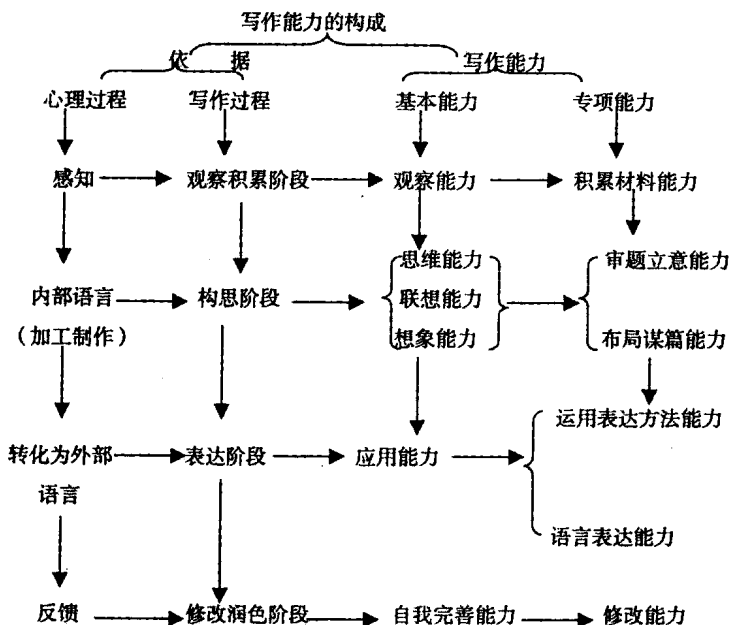 写作能力的构成
依 据 写作能力
心理过程 写作过程 基本能力 专项能力
感知 观察积累阶段 观察能力 积累材料能力
思维能力 审题立意能力
内部语言 构思阶段 联想能力
(加工制作) 想象能力 布局谋篇能力
运用表达方法能力
转化为外部 表达阶段 应用能力
语言
语言表达能力
反馈 修改润色阶段 自我完善能力 修改能力